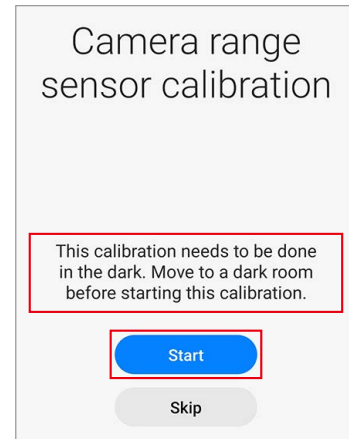 Camera range
sensor calibration
This calibration needs to be done
in the dark. Move to a dark room
before starting this calibration.
Start
Skip